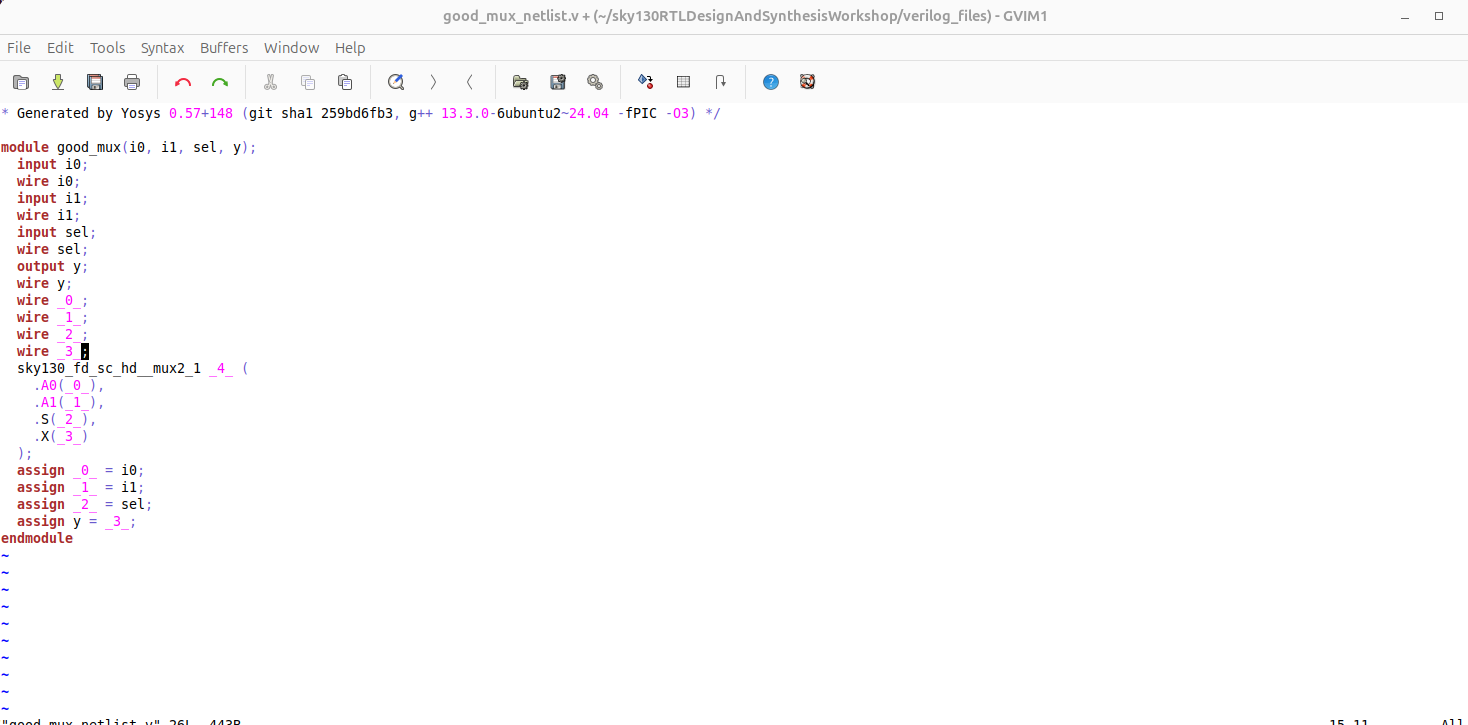 good_mux_netlist.v + (~/sky130RTLDesignAndSynthesisWorkshop/verilog_files) - GVIM1
File Edit Tools Syntax Buffers Window Help
* Generated by Yosys 0.57+148 (git sha1 259bd6fb3, g++ 13.3.0-6ubuntu2~24.04 -fPIC -O3) */
module good_mux(i0, i1, sel, y);
  input i0;
  wire i0;
  input i1;
  wire i1;
  input sel;
  wire sel;
  output y;
  wire y;
  wire _0_;
  wire _1_;
  wire _2_;
  wire _3_;
  sky130_fd_sc_hd__mux2_1 _4_ (
    .A0(_0_),
    .A1(_1_),
    .S(_2_),
    .X(_3_)
  );
  assign _0_ = i0;
  assign _1_ = i1;
  assign _2_ = sel;
  assign y = _3_;
endmodule
~
~
~
~
~
~
~
~
~
~
"good_mux_netlist.v" 26L, 443B 15,11 All